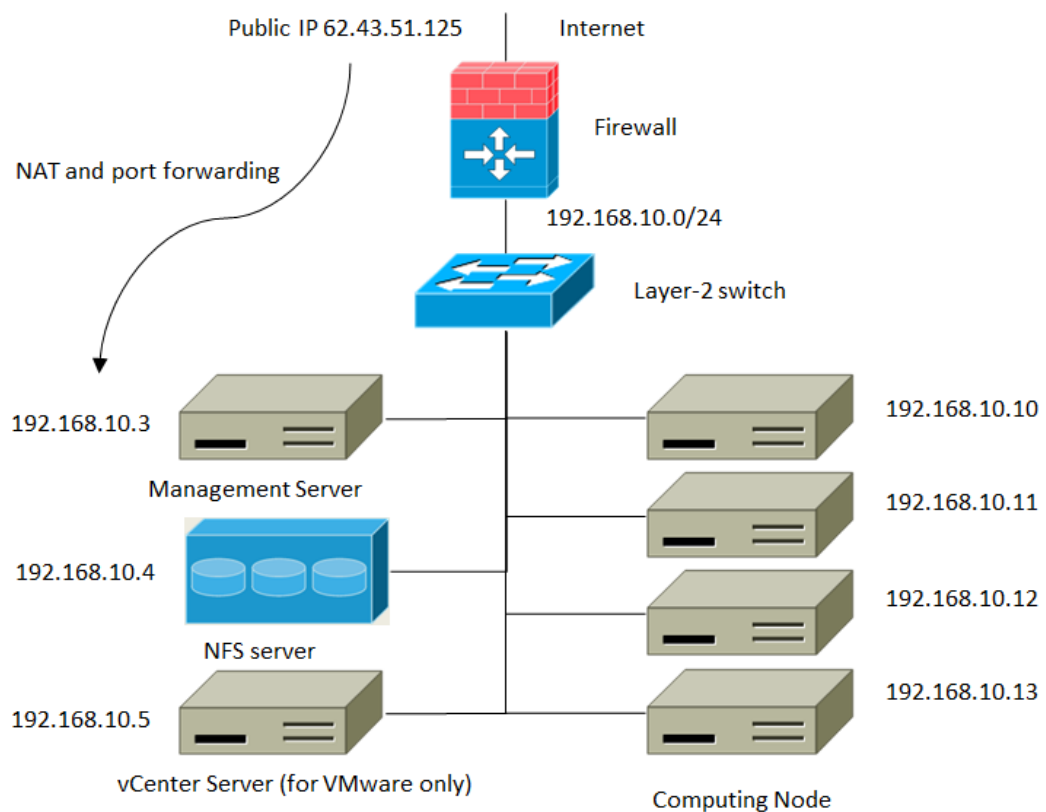 Public IP 62.43.51.125
Internet
Firewall
NAT and port forwarding
192.168.10.0/24
Layer-2 switch
192.168.10.3
Management Server
192.168.10.10
192.168.10.11
192.168.10.4
NFS server
192.168.10.12
192.168.10.5
vCenter Server (for VMware only)
192.168.10.13
Computing Node